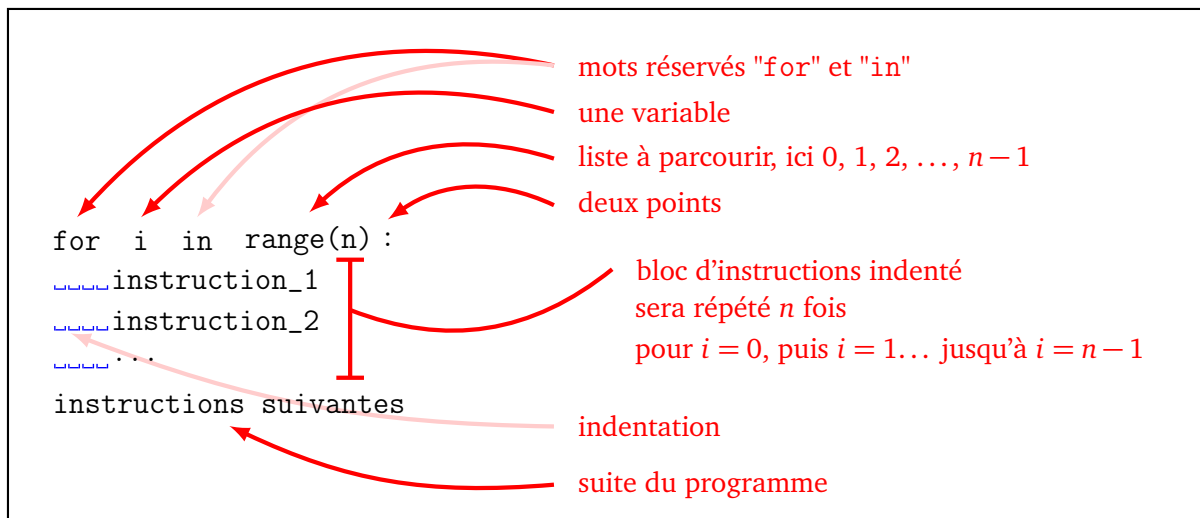 mots réservés "for" et "in"
une variable
liste à parcourir, ici 0, 1, 2, ..., n − 1
deux points
for i in range(n) :
␣␣␣␣instruction_1
␣␣␣␣instruction_2
␣␣␣␣...
bloc d'instructions indenté
sera répété n fois
pour i = 0, puis i = 1... jusqu'à i = n − 1
instructions suivantes
indentation
suite du programme